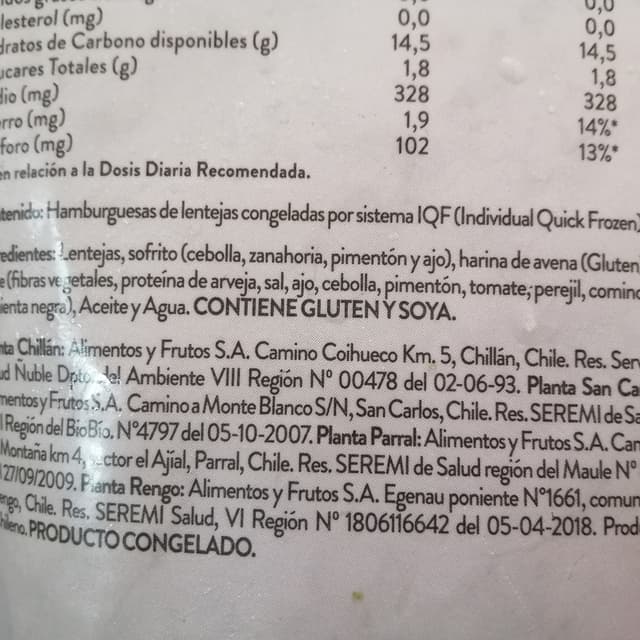 0,0
lesterol (mg) 0,0 0,0
dratos de Carbono disponibles (g) 14,5 14,5
ucares Totales (g) 1,8 1,8
dio (mg) 328 328
rro (mg) 1,9 14%*
foro (mg) 102 13%*
en relación a la Dosis Diaria Recomendada.
tenido: Hamburguesas de lentejas congeladas por sistema IQF (Individual Quick Frozen)
edientes: Lentejas, sofrito (cebolla, zanahoria, pimentón y ajo), harina de avena (Gluten
e (fibras vegetales, proteína de arveja, sal, ajo, cebolla, pimentón, tomate, perejil, comino
ienta negra), Aceite y Agua. CONTIENE GLUTEN Y SOYA.
nta Chillán: Alimentos y Frutos S.A. Camino Coihueco Km. 5, Chillán, Chile. Res. Serv
ud Ñuble Dpto. del Ambiente VIII Región N° 00478 del 02-06-93. Planta San Ca
mentos y Frutos S.A. Camino a Monte Blanco S/N, San Carlos, Chile. Res. SEREMI de Sa
l Región del BioBío. N°4797 del 05-10-2007. Planta Parral: Alimentos y Frutos S.A. Cam
Montaña km 4, sector el Ajial, Parral, Chile. Res. SEREMI de Salud región del Maule N°
27/09/2009. Planta Rengo: Alimentos y Frutos S.A. Egenau poniente N°1661, comun
engo, Chile. Res. SEREMI Salud, VI Región N° 1806116642 del 05-04-2018. Prod
hileno. PRODUCTO CONGELADO.